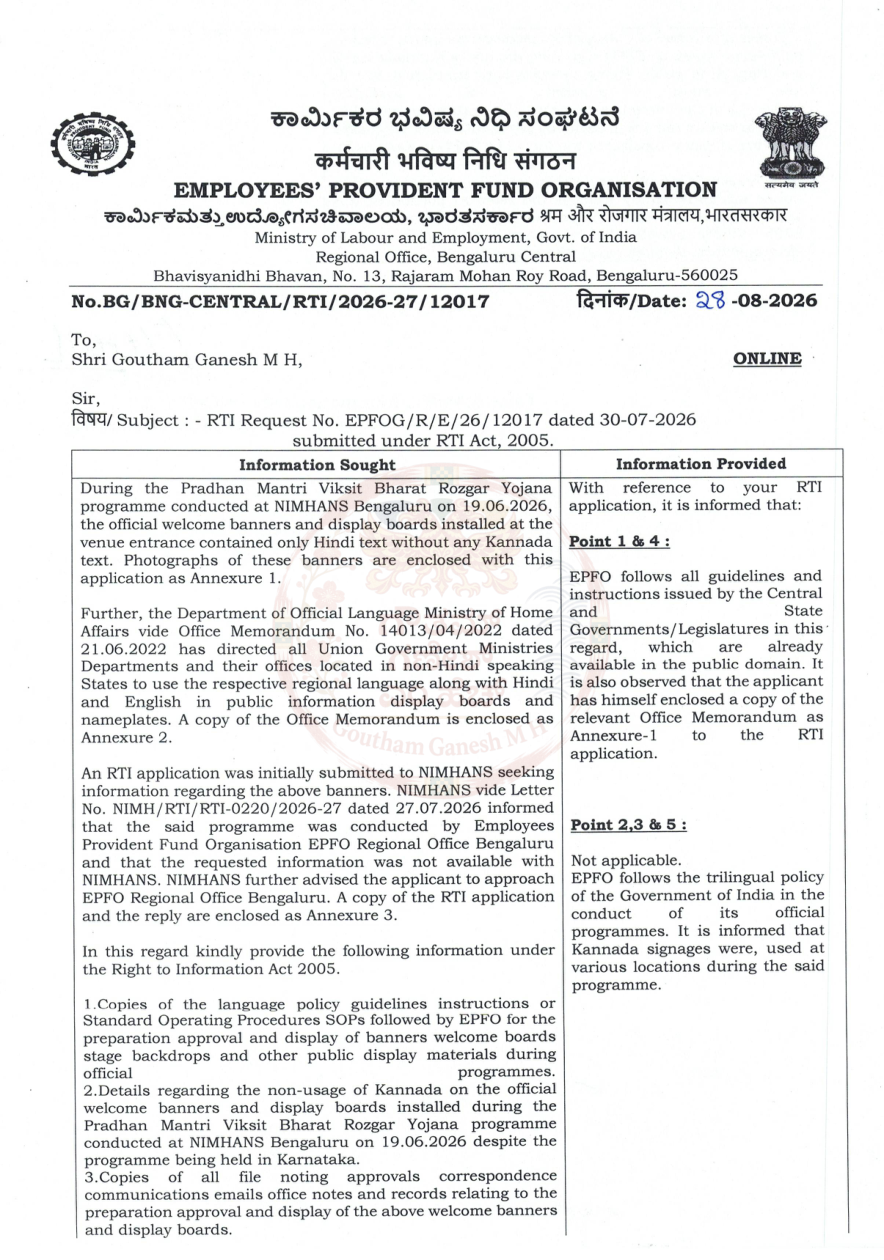 ಕಾರ್ಮಿಕರ ಭವಿಷ್ಯ ನಿಧಿ ಸಂಘಟನೆ
कर्मचारी भविष्य निधि संगठन
EMPLOYEES' PROVIDENT FUND ORGANISATION
ಕಾರ್ಮಿಕಮತ್ತುಉದ್ಯೋಗಸಚಿವಾಲಯ, ಭಾರತಸರ್ಕಾರ श्रम और रोजगार मंत्रालय,भारतसरकार
Ministry of Labour and Employment, Govt. of India
Regional Office, Bengaluru Central
Bhavisyanidhi Bhavan, No. 13, Rajaram Mohan Roy Road, Bengaluru-560025
सत्यमेव जयते
No.BG/BNG-CENTRAL/RTI/2026-27/12017 दिनांक/Date: 28 -08-2026
To,
Shri Goutham Ganesh M H,
ONLINE
Sir,
विषय/ Subject : - RTI Request No. EPFOG/R/E/26/12017 dated 30-07-2026
submitted under RTI Act, 2005.
Information Sought
During the Pradhan Mantri Viksit Bharat Rozgar Yojana
programme conducted at NIMHANS Bengaluru on 19.06.2026,
the official welcome banners and display boards installed at the
venue entrance contained only Hindi text without any Kannada
text. Photographs of these banners are enclosed with this
application as Annexure 1.
Further, the Department of Official Language Ministry of Home
Affairs vide Office Memorandum No. 14013/04/2022 dated
21.06.2022 has directed all Union Government Ministries
Departments and their offices located in non-Hindi speaking
States to use the respective regional language along with Hindi
and English in public information display boards and
nameplates. A copy of the Office Memorandum is enclosed as
Annexure 2.
An RTI application was initially submitted to NIMHANS seeking
information regarding the above banners. NIMHANS vide Letter
No. NIMH/RTI/RTI-0220/2026-27 dated 27.07.2026 informed
that the said programme was conducted by Employees
Provident Fund Organisation EPFO Regional Office Bengaluru
and that the requested information was not available with
NIMHANS. NIMHANS further advised the applicant to approach
EPFO Regional Office Bengaluru. A copy of the RTI application
and the reply are enclosed as Annexure 3.
In this regard kindly provide the following information under
the Right to Information Act 2005.
1.Copies of the language policy guidelines instructions or
Standard Operating Procedures SOPs followed by EPFO for the
preparation approval and display of banners welcome boards
stage backdrops and other public display materials during
official programmes.
2.Details regarding the non-usage of Kannada on the official
welcome banners and display boards installed during the
Pradhan Mantri Viksit Bharat Rozgar Yojana programme
conducted at NIMHANS Bengaluru on 19.06.2026 despite the
programme being held in Karnataka.
3.Copies of all file noting approvals correspondence
communications emails office notes and records relating to the
preparation approval and display of the above welcome banners
and display boards.
Information Provided
With reference to your RTI
application, it is informed that:
Point 1 & 4 :
EPFO follows all guidelines and
instructions issued by the Central
and State
Governments/Legislatures in this
regard, which are already
available in the public domain. It
is also observed that the applicant
has himself enclosed a copy of the
relevant Office Memorandum as
Annexure-1 to the RTI
application.
Point 2,3 & 5 :
Not applicable.
EPFO follows the trilingual policy
of the Government of India in the
conduct of its official
programmes. It is informed that
Kannada signages were, used at
various locations during the said
programme.
Goutham Ganesh M H